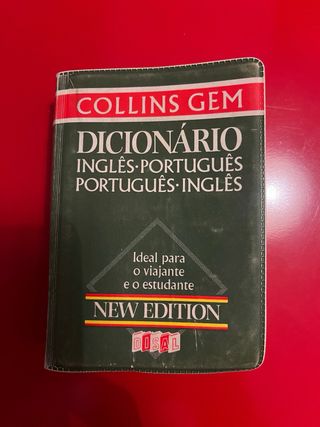 COLLINS GEM
DICIONÁRIO
INGLÊS·PORTUGUÊS
PORTUGUÊS·INGLÊS
Ideal para
o viajante
e o estudante
NEW EDITION
DISAL